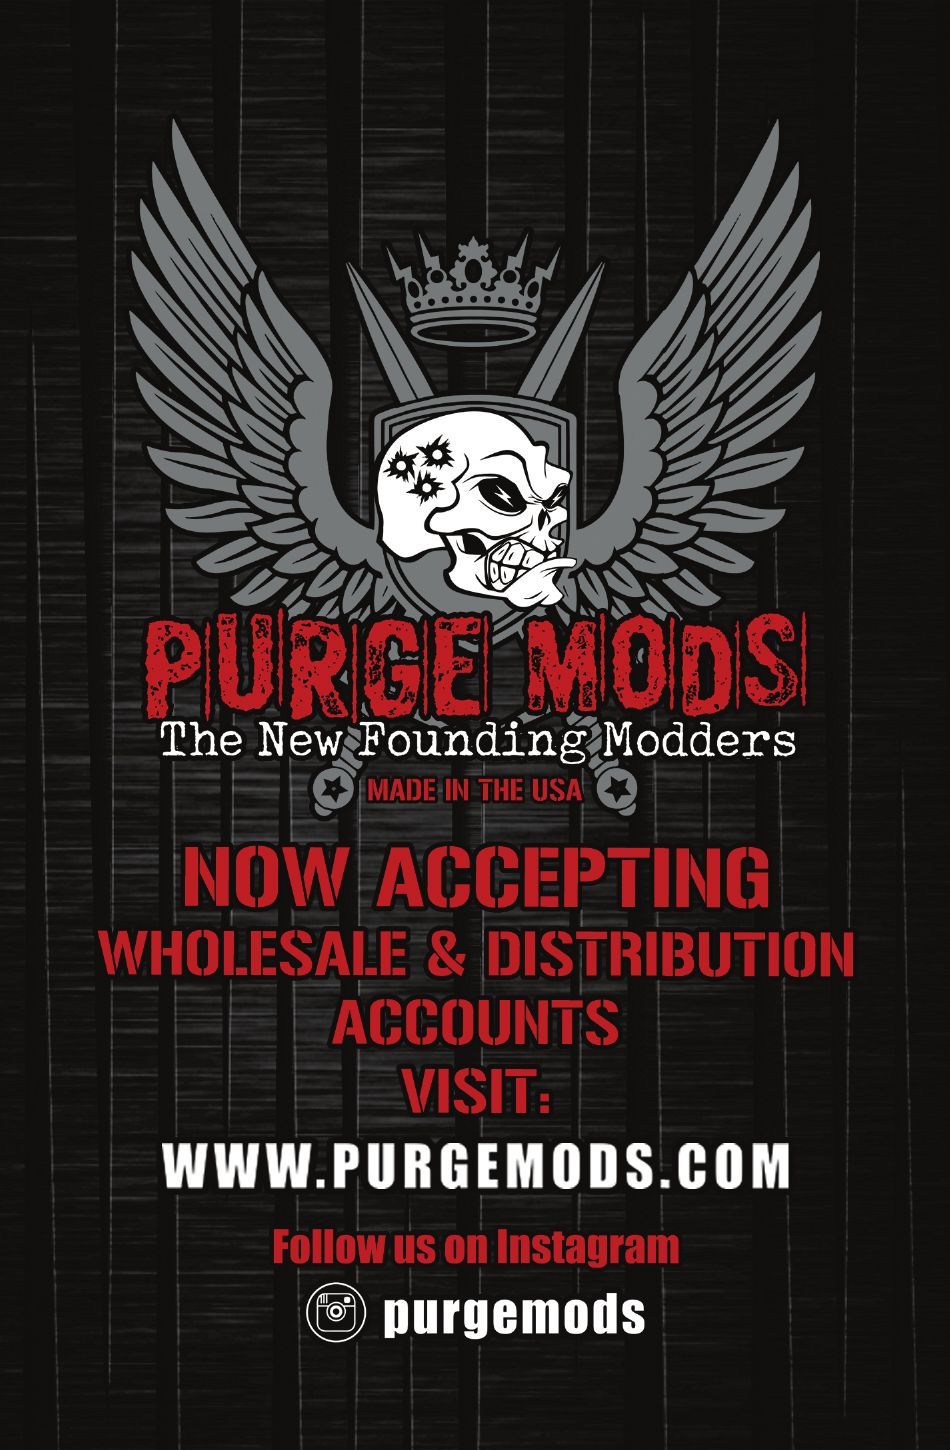 PURGE MODS
The New Founding Modders
MADE IN THE USA
NOW ACCEPTING
WHOLESALE & DISTRIBUTION
ACCOUNTS
VISIT:
WWW.PURGEMODS.COM
Follow us on Instagram
purgemods